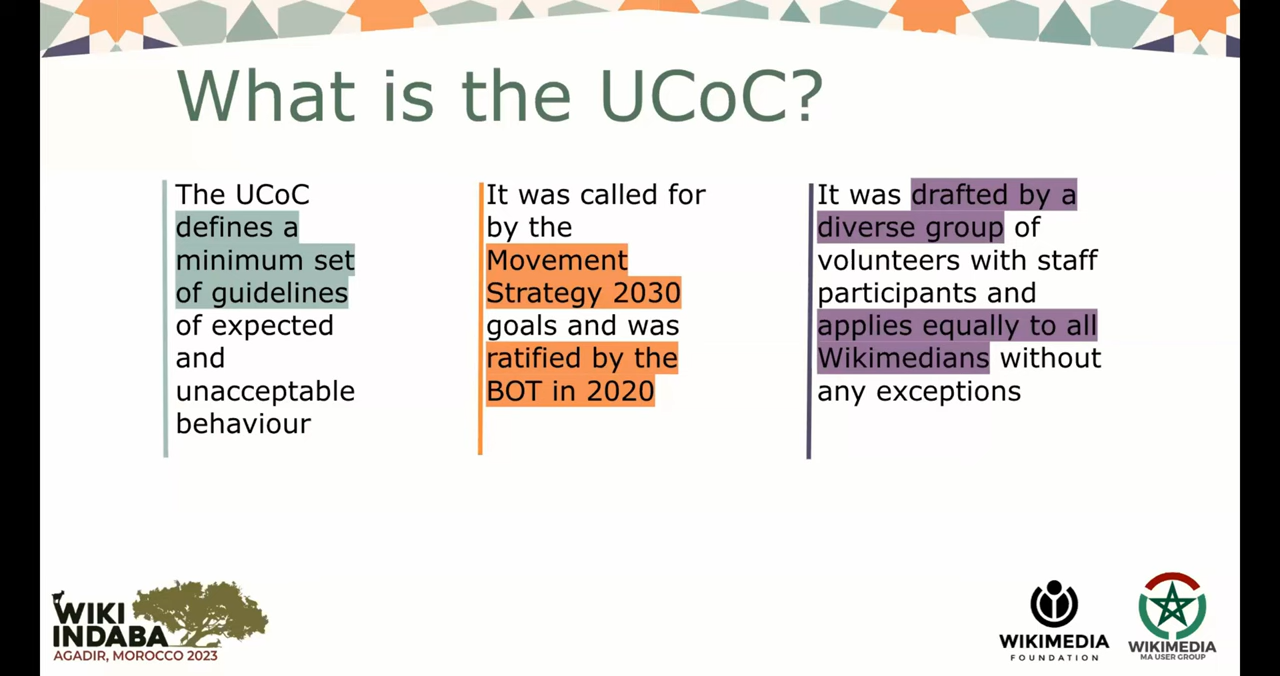 What is the UCoC?
The UCoC
defines a
minimum set
of guidelines
of expected
and
unacceptable
behaviour
It was called for
by the
Movement
Strategy 2030
goals and was
ratified by the
BOT in 2020
It was drafted by a
diverse group of
volunteers with staff
participants and
applies equally to all
Wikimedians without
any exceptions
WIKI
INDABA
AGADIR, MOROCCO 2023
WIKIMEDIA
FOUNDATION
WIKIMEDIA
MA USER GROUP